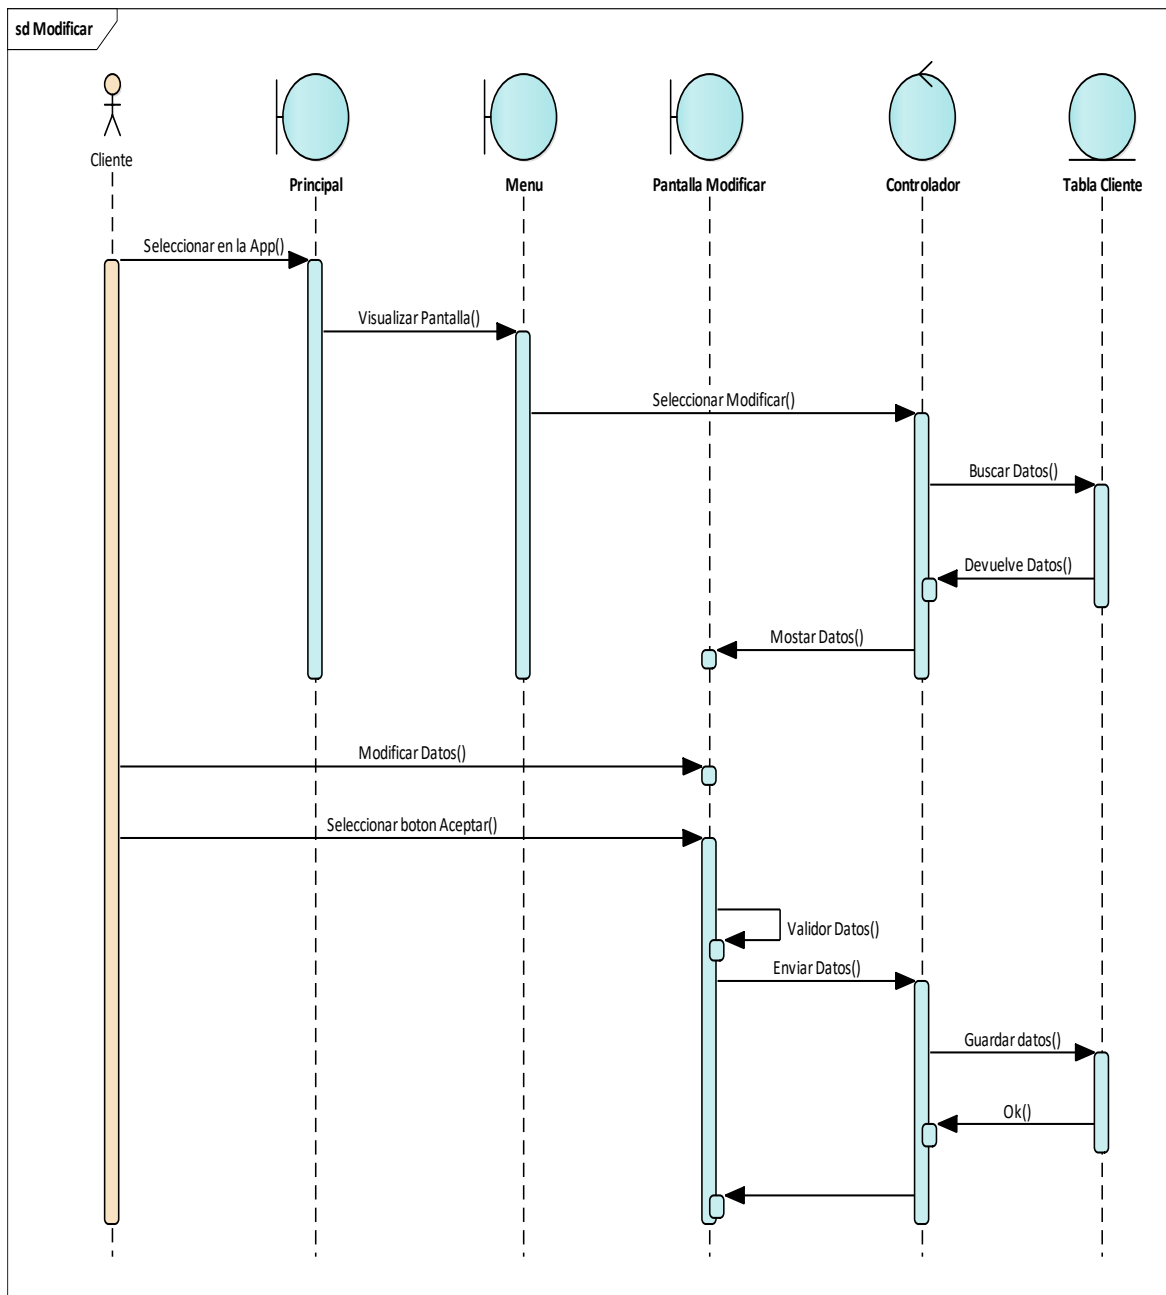 sd Modificar
Cliente
Principal
Menu
Pantalla Modificar
Controlador
Tabla Cliente
Seleccionar en la App()
Visualizar Pantalla()
Seleccionar Modificar()
Buscar Datos()
Devuelve Datos()
Mostar Datos()
Modificar Datos()
Seleccionar boton Aceptar()
Validor Datos()
Enviar Datos()
Guardar datos()
Ok()